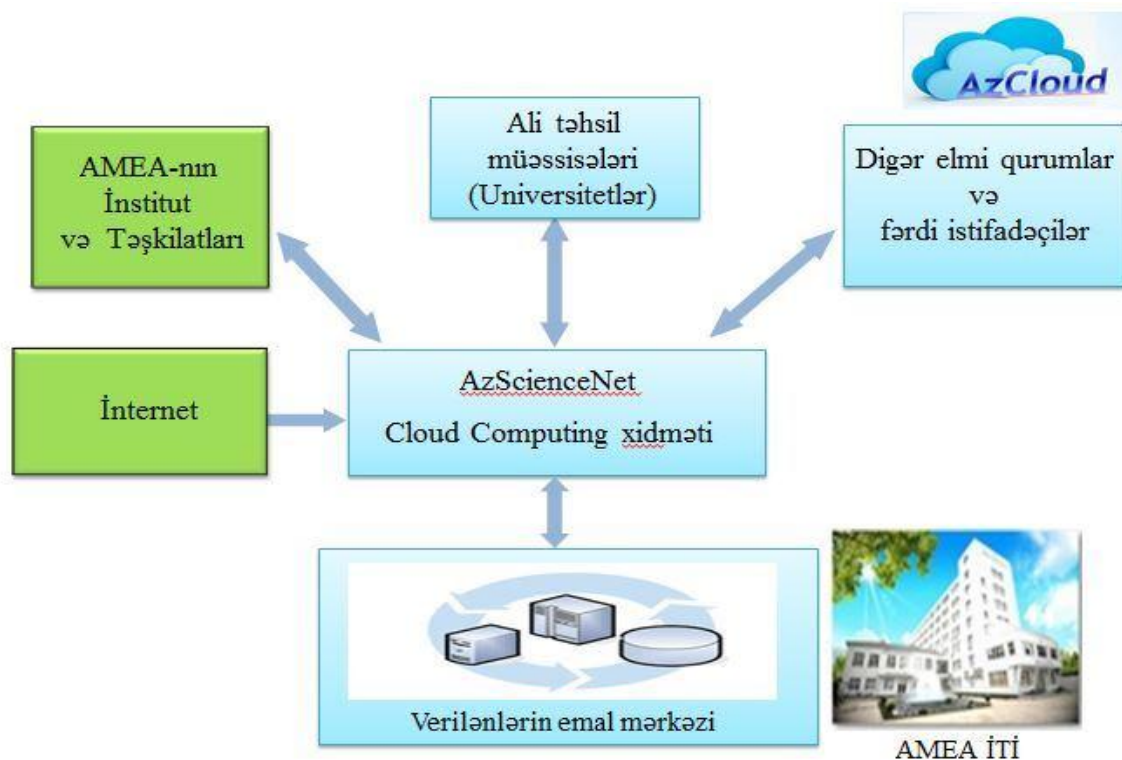 AzCloud
AMEA-nın
İnstitut
və Təşkilatları
Ali təhsil
müəssisələri
(Universitetlər)
Digər elmi qurumlar
və
fərdi istifadəçilər
İnternet
AzScienceNet
Cloud Computing xidməti
Verilənlərin emal mərkəzi
AMEA İTİ